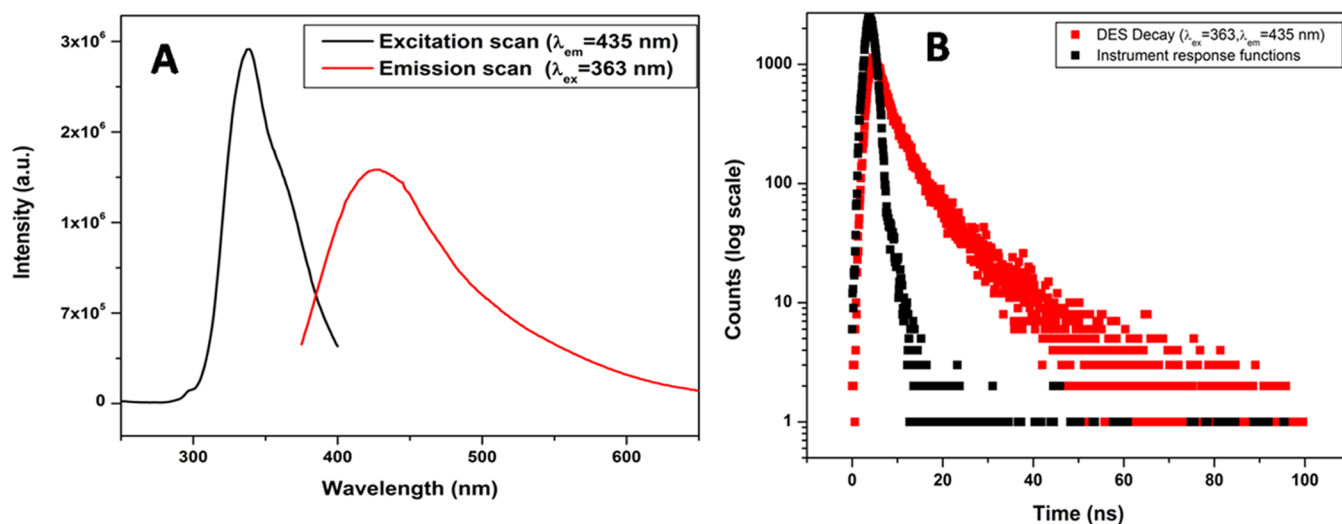 A
Excitation scan (λem=435 nm)
Emission scan (λex=363 nm)
3x10⁶
2x10⁶
1x10⁶
7x10⁵
0
Intensity (a.u.)
300 400 500 600
Wavelength (nm)
B
DES Decay (λex=363,λem=435 nm)
Instrument response functions
1000
100
10
1
Counts (log scale)
0 20 40 60 80 100
Time (ns)